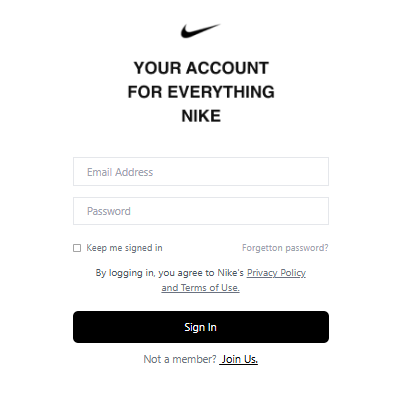 YOUR ACCOUNT
FOR EVERYTHING
NIKE
Email Address
Password
Keep me signed in
Forgetton password?
By logging in, you agree to Nike's Privacy Policy
and Terms of Use.
Sign In
Not a member? Join Us.